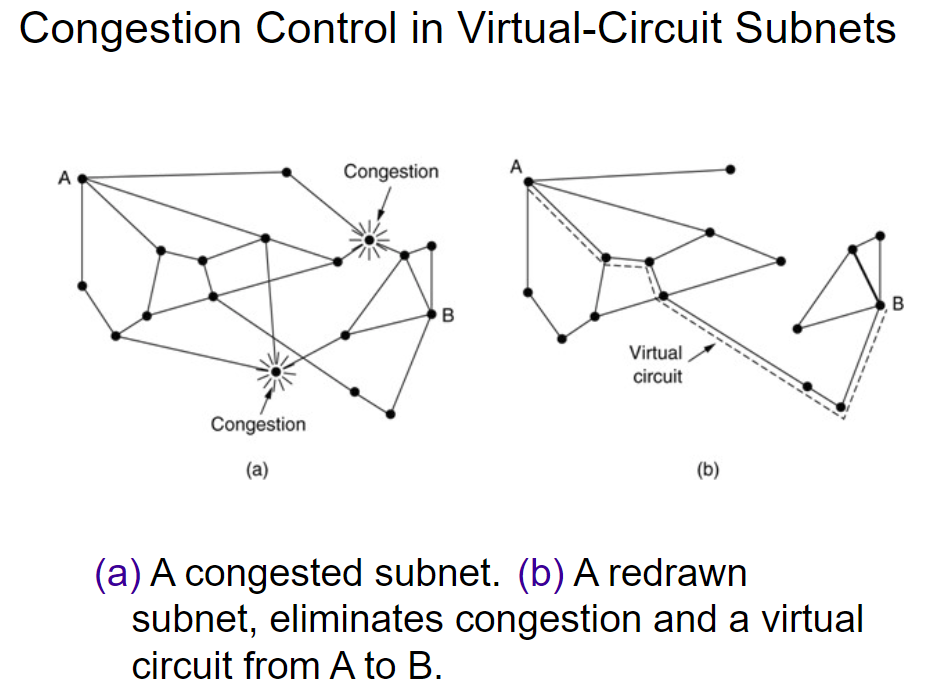 Congestion Control in Virtual-Circuit Subnets
A
Congestion
B
Congestion
(a)
A
B
Virtual
circuit
(b)
(a) A congested subnet. (b) A redrawn
subnet, eliminates congestion and a virtual
circuit from A to B.